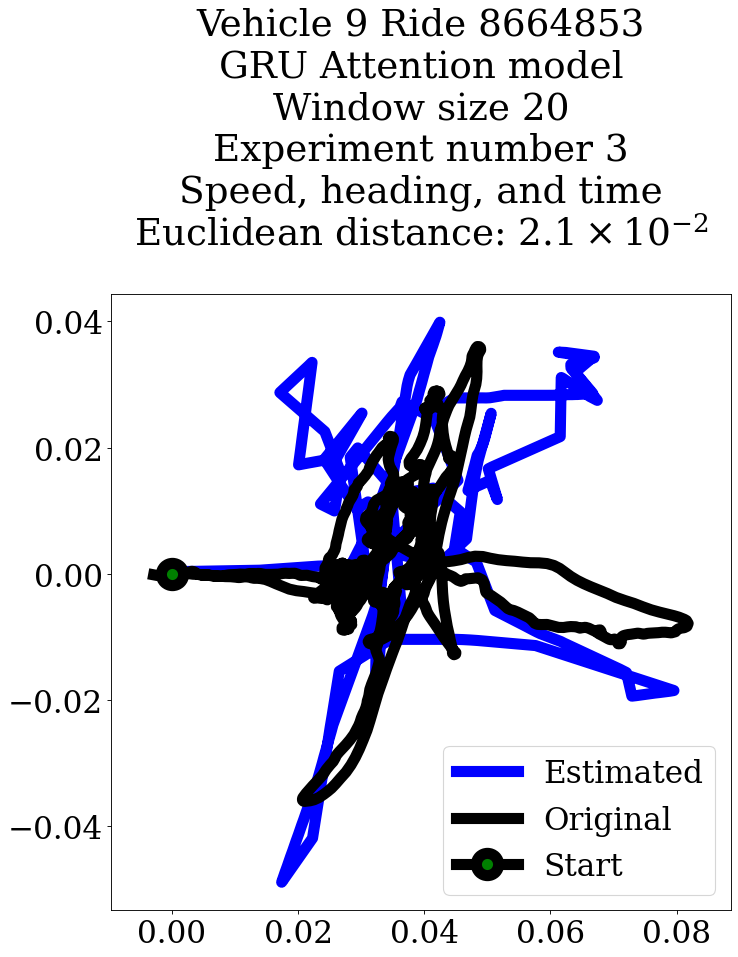 Vehicle 9 Ride 8664853
GRU Attention model
Window size 20
Experiment number 3
Speed, heading, and time
Euclidean distance: 2.1 × 10⁻²
0.04
0.02
0.00
−0.02
−0.04
Estimated
Original
Start
0.00 0.02 0.04 0.06 0.08